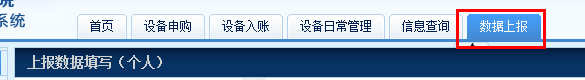 系统
首页 设备申购 设备入账 设备日常管理 信息查询 数据上报
上报数据填写（个人）